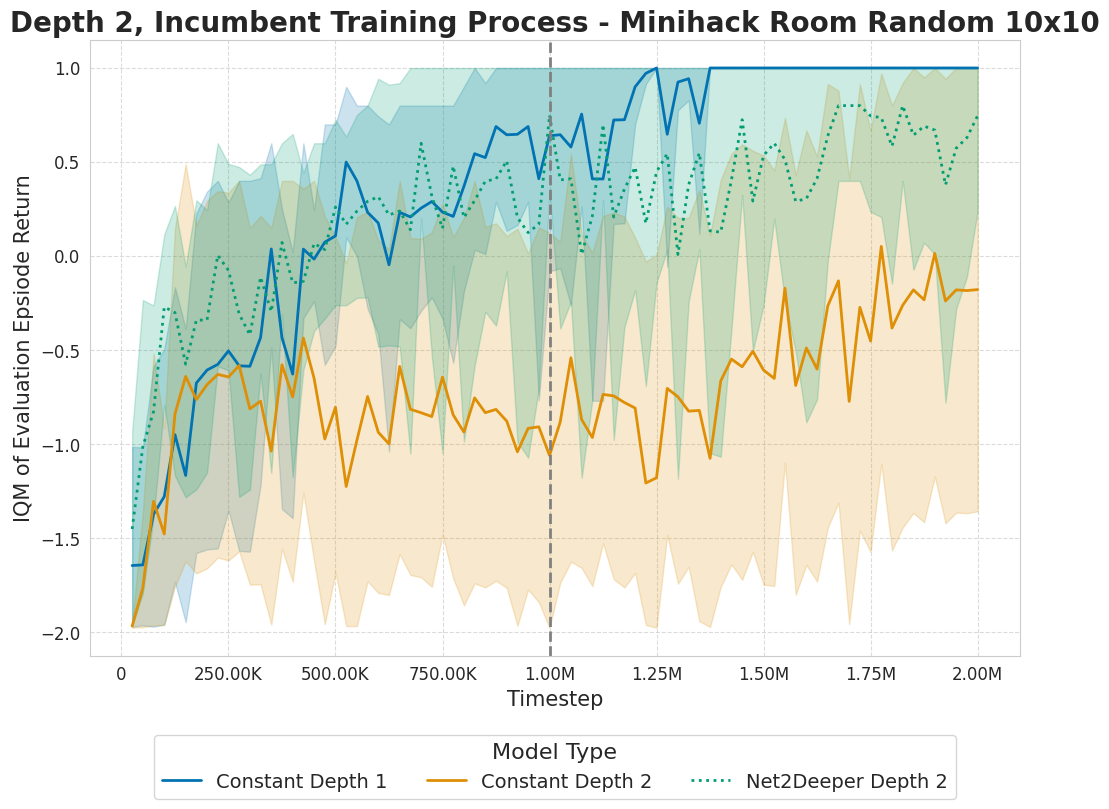 Depth 2, Incumbent Training Process - Minihack Room Random 10x10
IQM of Evaluation Epsiode Return
1.0
0.5
0.0
−0.5
−1.0
−1.5
−2.0
0
250.00K
500.00K
750.00K
1.00M
1.25M
1.50M
1.75M
2.00M
Timestep
Model Type
Constant Depth 1
Constant Depth 2
Net2Deeper Depth 2